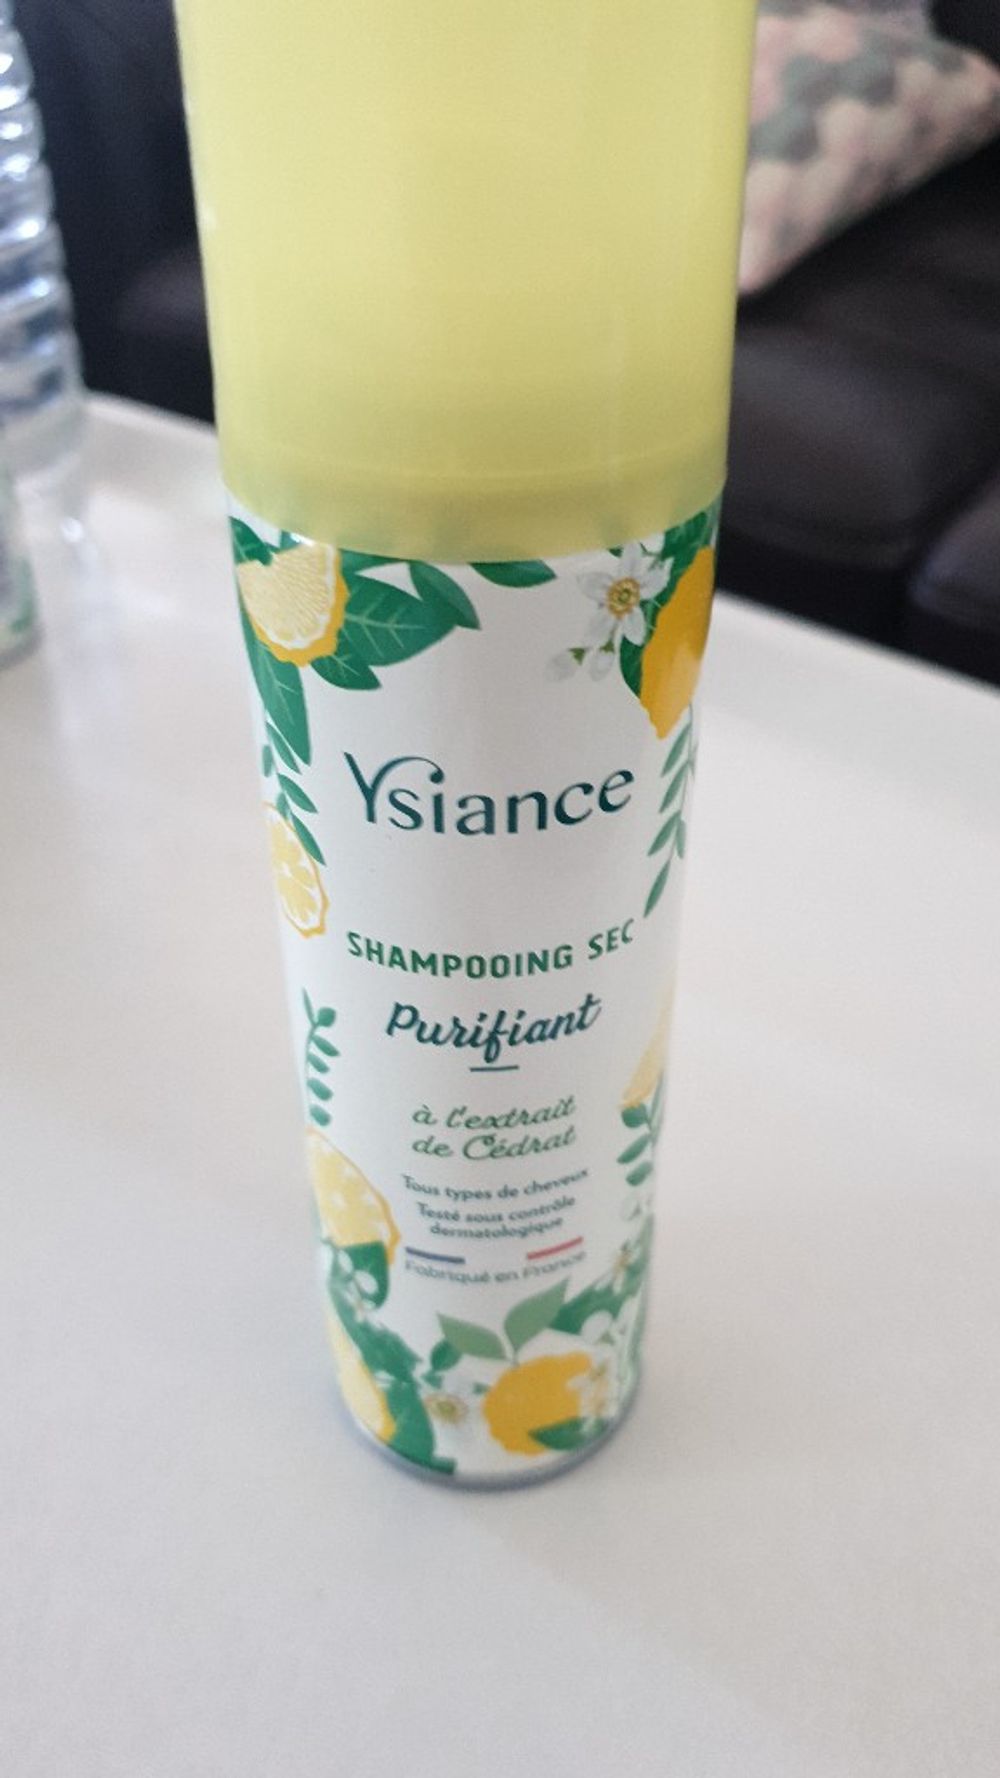 Ysiance
SHAMPOOING SEC
Purifiant
à l'extrait
de Cédrat
Tous types de cheveux
Testé sous contrôle
dermatologique
Fabriqué en France